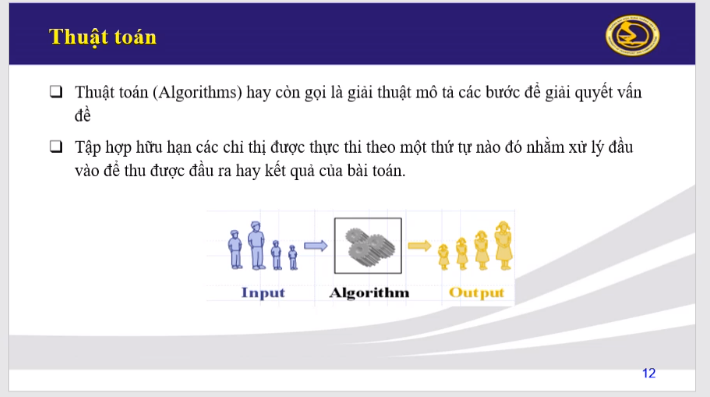 Thuật toán
❑ Thuật toán (Algorithms) hay còn gọi là giải thuật mô tả các bước để giải quyết vấn
đề
❑ Tập hợp hữu hạn các chỉ thị được thực thi theo một thứ tự nào đó nhằm xử lý đầu
vào để thu được đầu ra hay kết quả của bài toán.
Input Algorithm Output
12